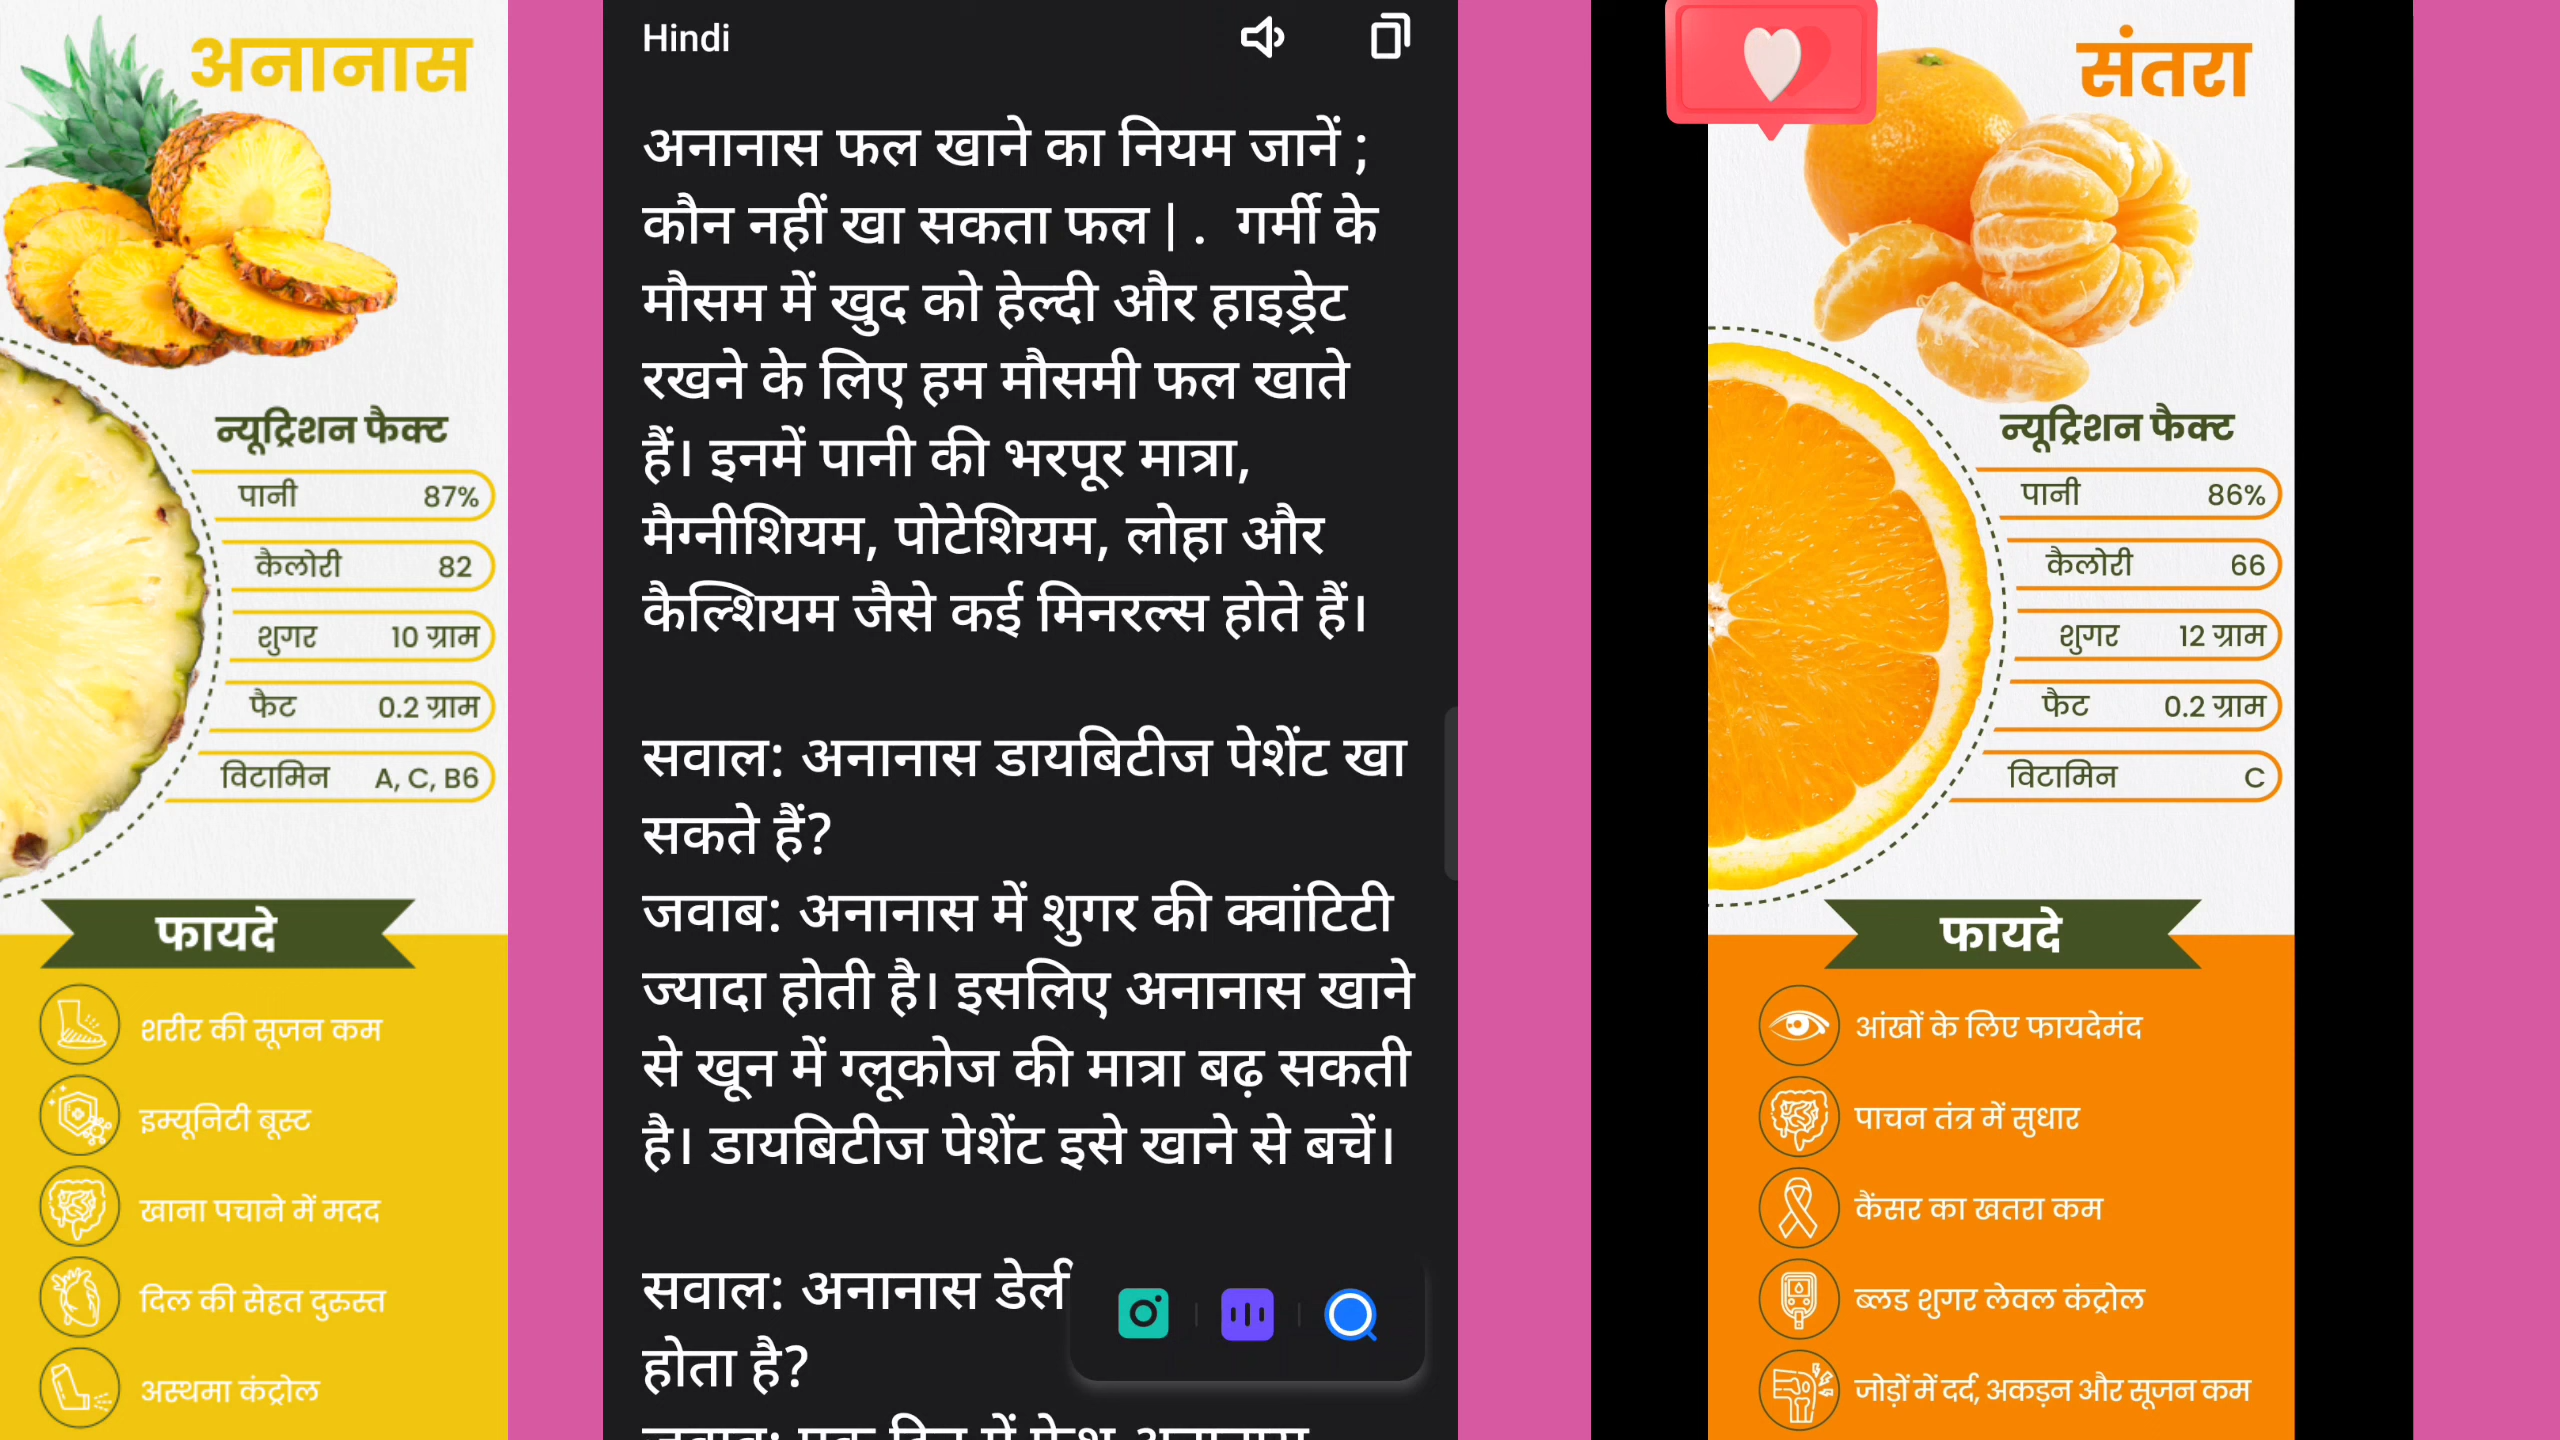 अनानास
न्यूट्रिशन फैक्ट
पानी 87%
कैलोरी 82
शुगर 10 ग्राम
फैट 0.2 ग्राम
विटामिन A, C, B6
फायदे
शरीर की सूजन कम
इम्यूनिटी बूस्ट
खाना पचाने में मदद
दिल की सेहत दुरुस्त
अस्थमा कंट्रोल
Hindi
अनानास फल खाने का नियम जानें ;
कौन नहीं खा सकता फल | . गर्मी के
मौसम में खुद को हेल्दी और हाइड्रेट
रखने के लिए हम मौसमी फल खाते
हैं। इनमें पानी की भरपूर मात्रा,
मैग्नीशियम, पोटेशियम, लोहा और
कैल्शियम जैसे कई मिनरल्स होते हैं।
सवाल: अनानास डायबिटीज पेशेंट खा
सकते हैं?
जवाब: अनानास में शुगर की क्वांटिटी
ज्यादा होती है। इसलिए अनानास खाने
से खून में ग्लूकोज की मात्रा बढ़ सकती
है। डायबिटीज पेशेंट इसे खाने से बचें।
सवाल: अनानास डेली
होता है?
जवाब: एक दिन में फ्रेश अनानास
संतरा
न्यूट्रिशन फैक्ट
पानी 86%
कैलोरी 66
शुगर 12 ग्राम
फैट 0.2 ग्राम
विटामिन C
फायदे
आंखों के लिए फायदेमंद
पाचन तंत्र में सुधार
कैंसर का खतरा कम
ब्लड शुगर लेवल कंट्रोल
जोड़ों में दर्द, अकड़न और सूजन कम